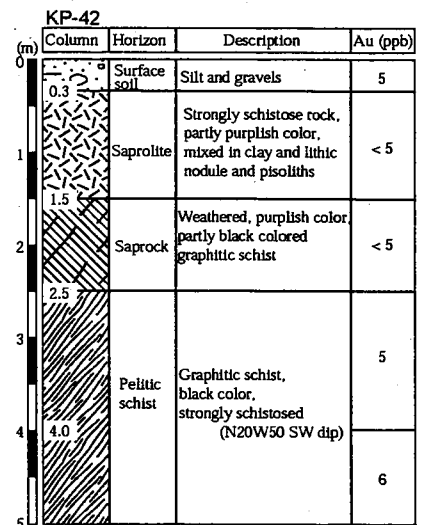 KP-42
(m) Column Horizon Description Au (ppb)
0
Surface soil Silt and gravels 5
0.3
Strongly schistose rock,
partly purplish color,
1 Saprolite mixed in clay and lithic < 5
nodule and pisoliths
1.5
Weathered, purplish color,
2 Saprock partly black colored < 5
graphitic schist
2.5
3
5
Pelitic schist Graphitic schist,
black color,
strongly schistosed
4 4.0 (N20W50 SW dip)
6
5